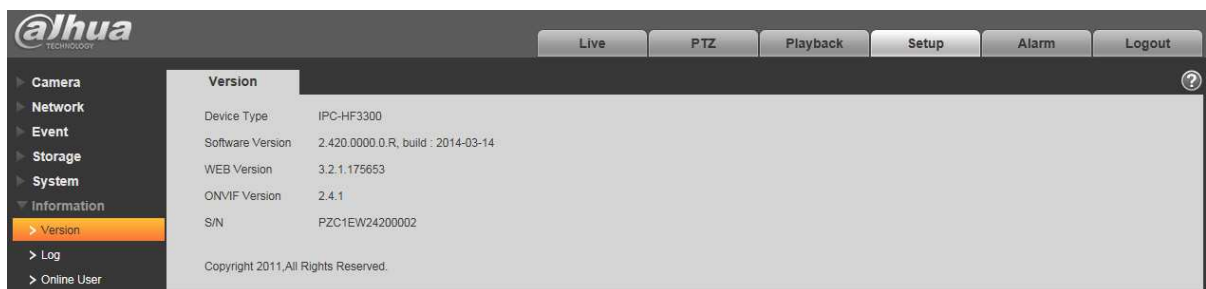 alhua
TECHNOLOGY
Live PTZ Playback Setup Alarm Logout
Camera
Network
Event
Storage
System
Information
> Version
> Log
> Online User
Version
?
Device Type IPC-HF3300
Software Version 2.420.0000.0.R, build : 2014-03-14
WEB Version 3.2.1.175653
ONVIF Version 2.4.1
S/N PZC1EW24200002
Copyright 2011,All Rights Reserved.